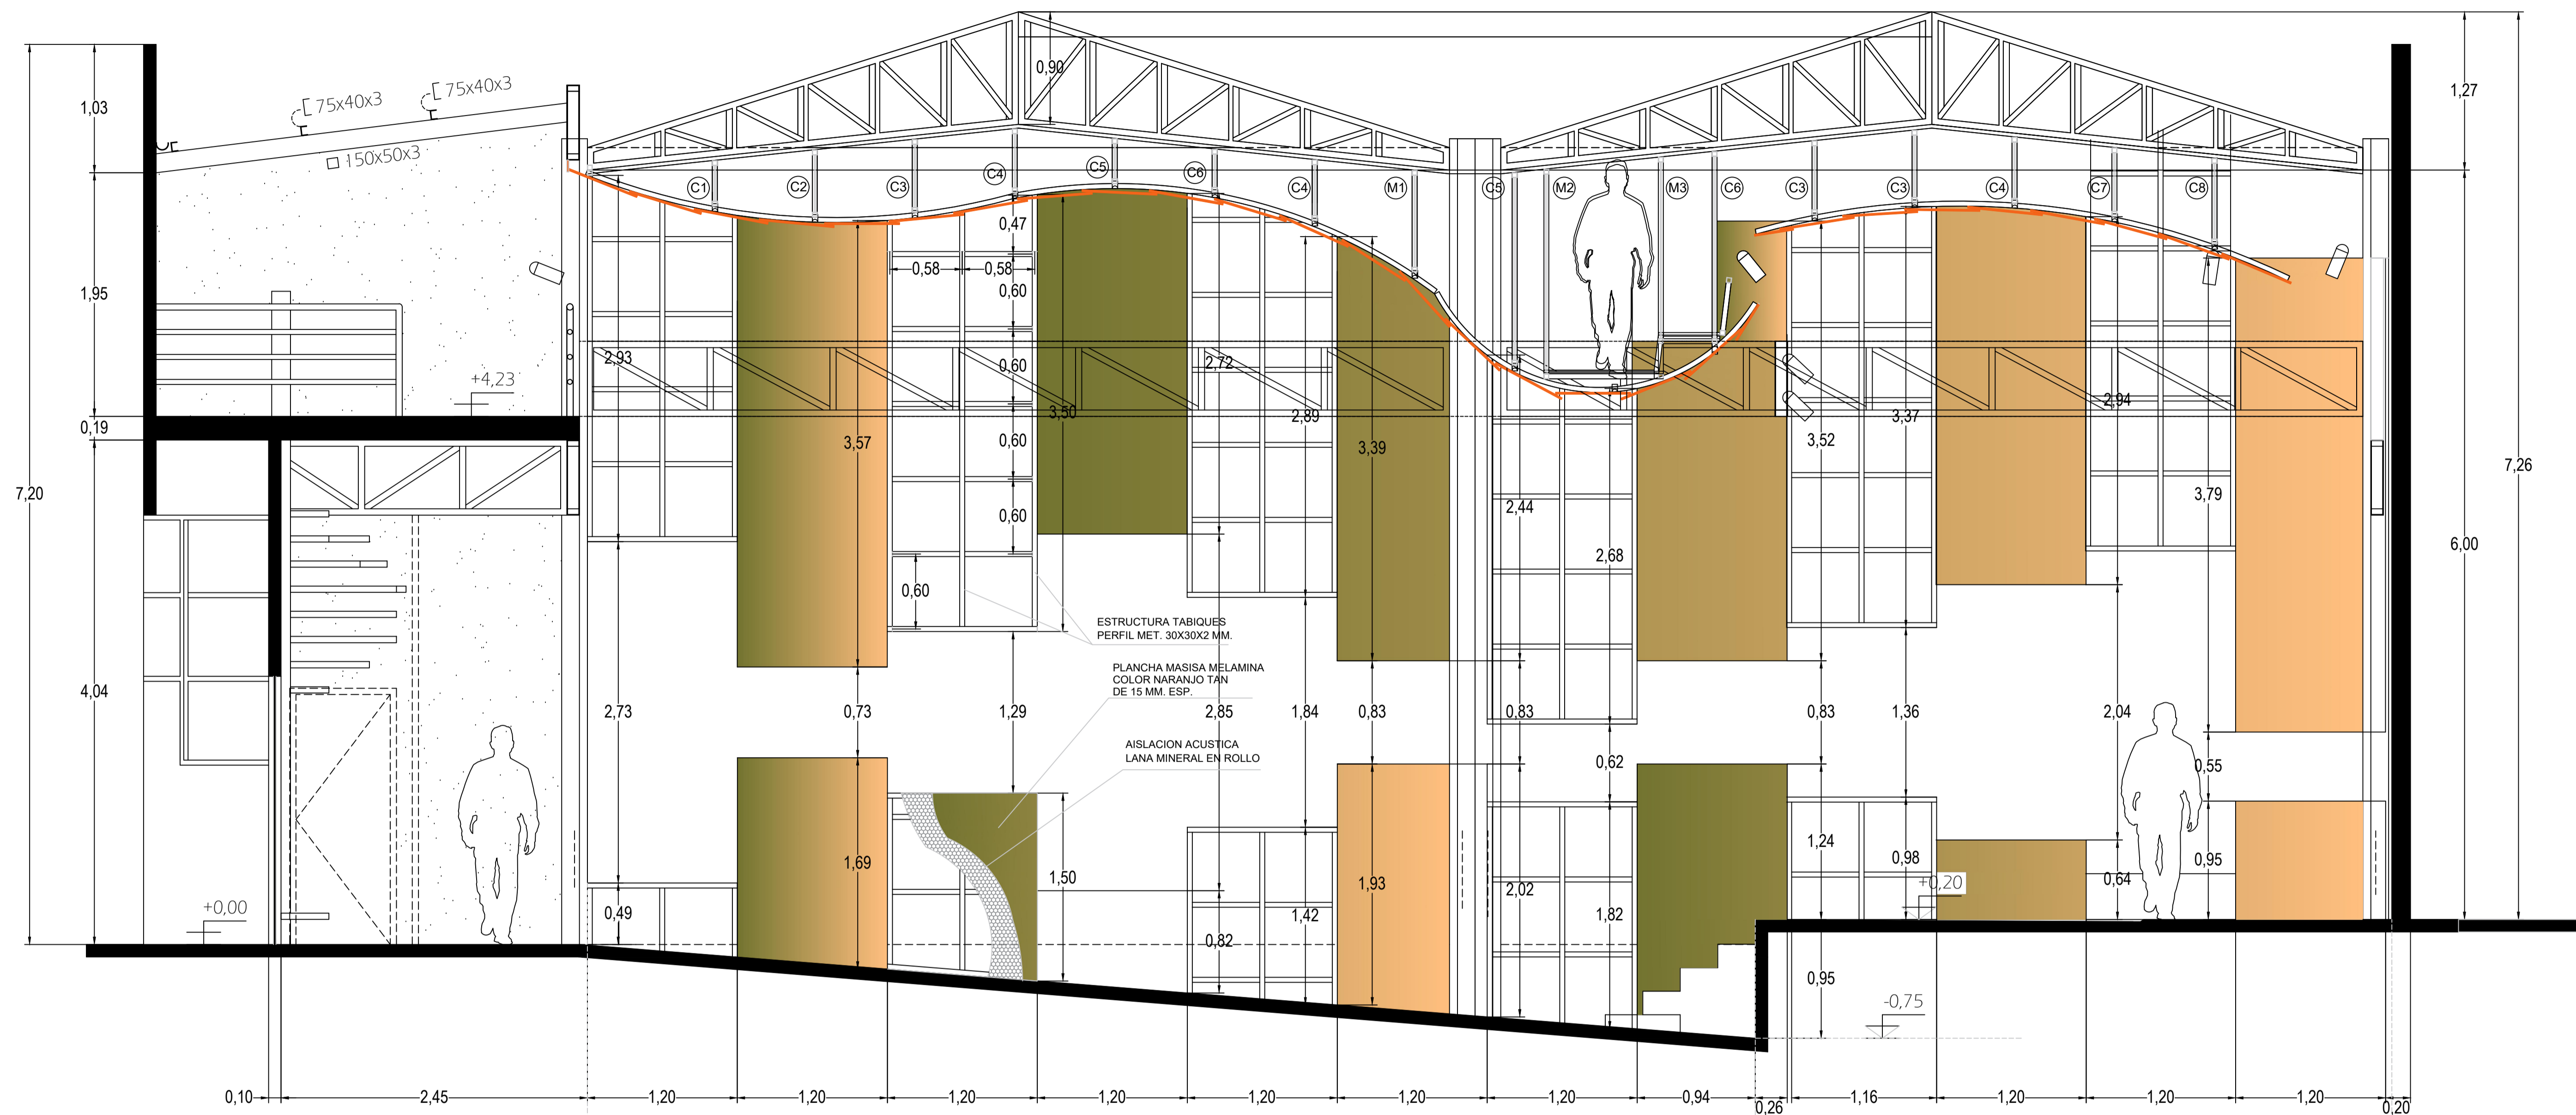 0,90
1,03
[ 75x40x3
[ 75x40x3
□ 150x50x3
1,27
C1
C2
C3
C4
C5
C6
C4
M1
C5
M2
M3
C6
C3
C3
C4
C7
C8
0,47
0,58
0,58
0,60
1,95
2,93
0,60
2,72
+4,23
3,50
2,89
3,37
2,94
0,19
3,57
0,60
3,39
3,52
7,20
0,60
2,44
3,79
7,26
2,68
6,00
0,60
ESTRUCTURA TABIQUES
PERFIL MET. 30X30X2 MM.
PLANCHA MASISA MELAMINA
COLOR NARANJO TAN
DE 15 MM. ESP.
4,04
2,73
0,73
1,29
2,85
1,84
0,83
0,83
0,83
1,36
2,04
AISLACION ACUSTICA
LANA MINERAL EN ROLLO
0,62
0,55
1,69
1,50
1,93
2,02
1,24
0,98
0,95
0,64
+0,20
+0,00
0,49
0,82
1,42
1,82
0,95
-0,75
0,10
2,45
1,20
1,20
1,20
1,20
1,20
1,20
1,20
0,94
0,26
1,16
1,20
1,20
1,20
0,20